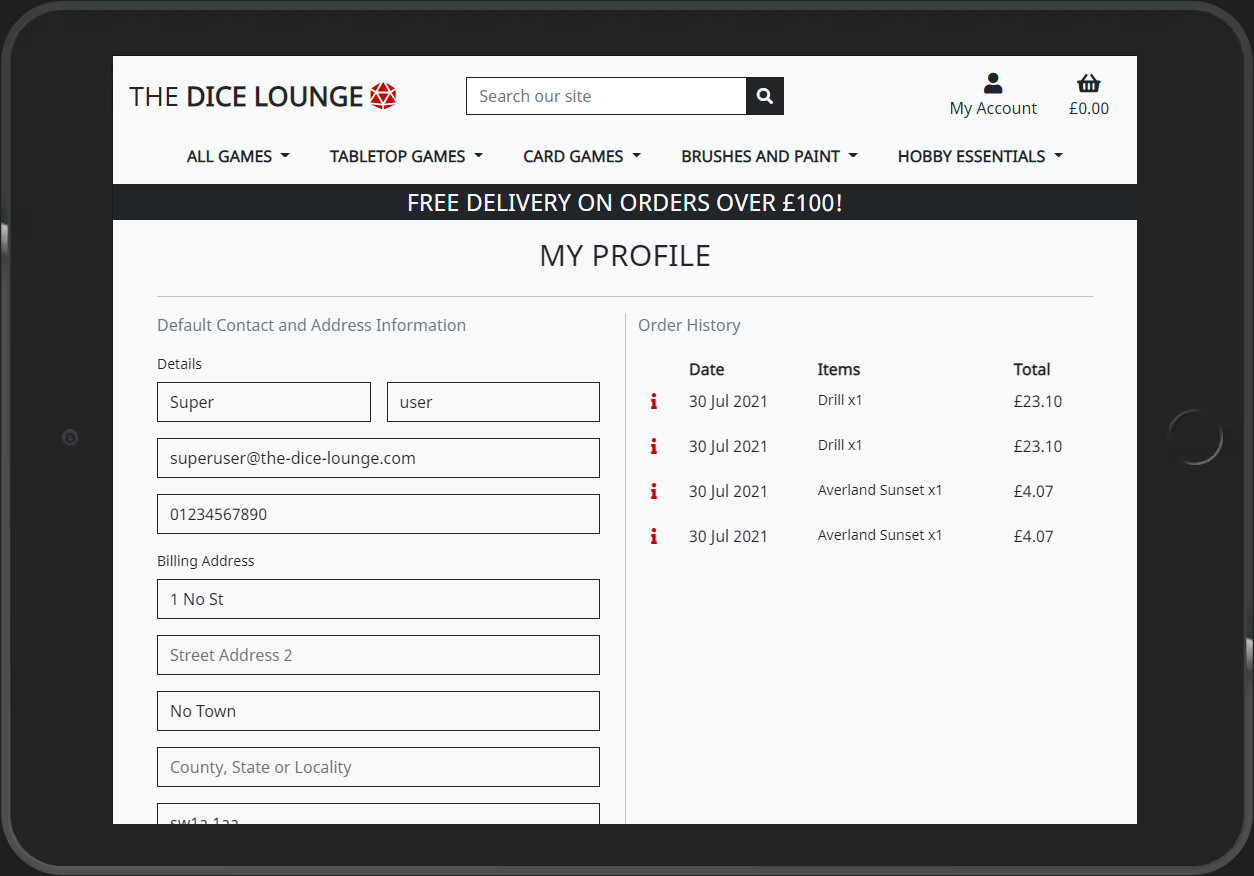 THE DICE LOUNGE
Search our site
My Account
£0.00
ALL GAMES
TABLETOP GAMES
CARD GAMES
BRUSHES AND PAINT
HOBBY ESSENTIALS
FREE DELIVERY ON ORDERS OVER £100!
MY PROFILE
Default Contact and Address Information
Details
Super
user
superuser@the-dice-lounge.com
01234567890
Billing Address
1 No St
Street Address 2
No Town
County, State or Locality
sw1a 1aa
Order History
Date Items Total
30 Jul 2021 Drill x1 £23.10
30 Jul 2021 Drill x1 £23.10
30 Jul 2021 Averland Sunset x1 £4.07
30 Jul 2021 Averland Sunset x1 £4.07